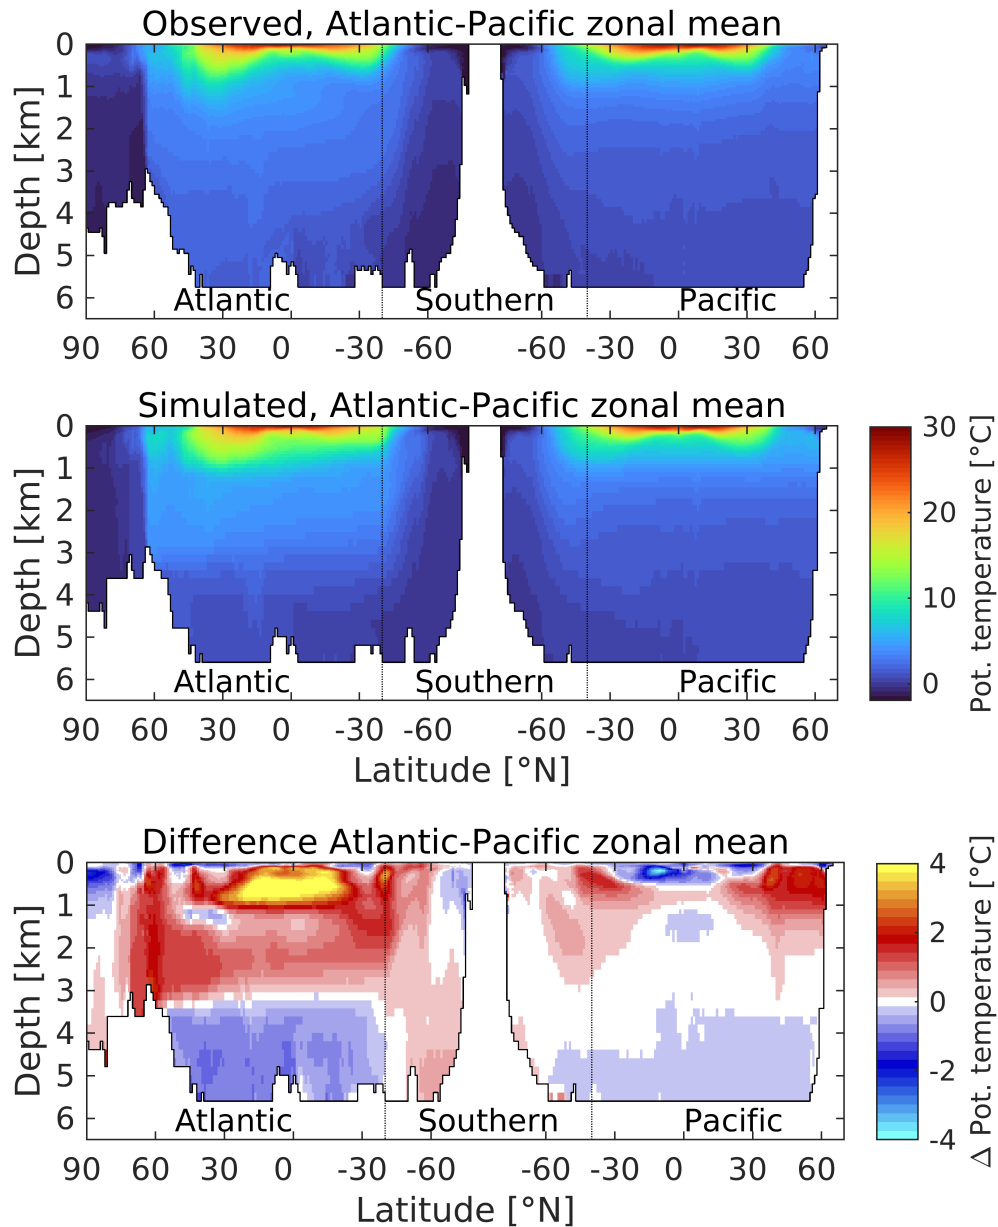 Observed, Atlantic-Pacific zonal mean
0
1
2
3
4
5
6
Depth [km]
Atlantic Southern Pacific
90 60 30 0 -30 -60 -60 -30 0 30 60
Simulated, Atlantic-Pacific zonal mean
0
1
2
3
4
5
6
Depth [km]
Atlantic Southern Pacific
90 60 30 0 -30 -60 -60 -30 0 30 60
Latitude [°N]
30
20
10
0
Pot. temperature [°C]
Difference Atlantic-Pacific zonal mean
0
1
2
3
4
5
6
Depth [km]
Atlantic Southern Pacific
90 60 30 0 -30 -60 -60 -30 0 30 60
Latitude [°N]
4
2
0
-2
-4
Δ Pot. temperature [°C]